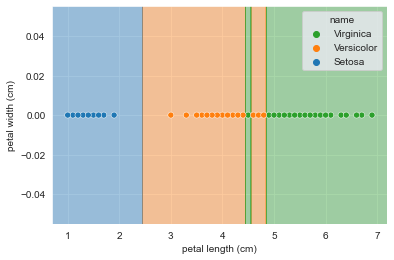 name
Virginica
Versicolor
Setosa
0.04
0.02
0.00
−0.02
−0.04
petal width (cm)
1 2 3 4 5 6 7
petal length (cm)